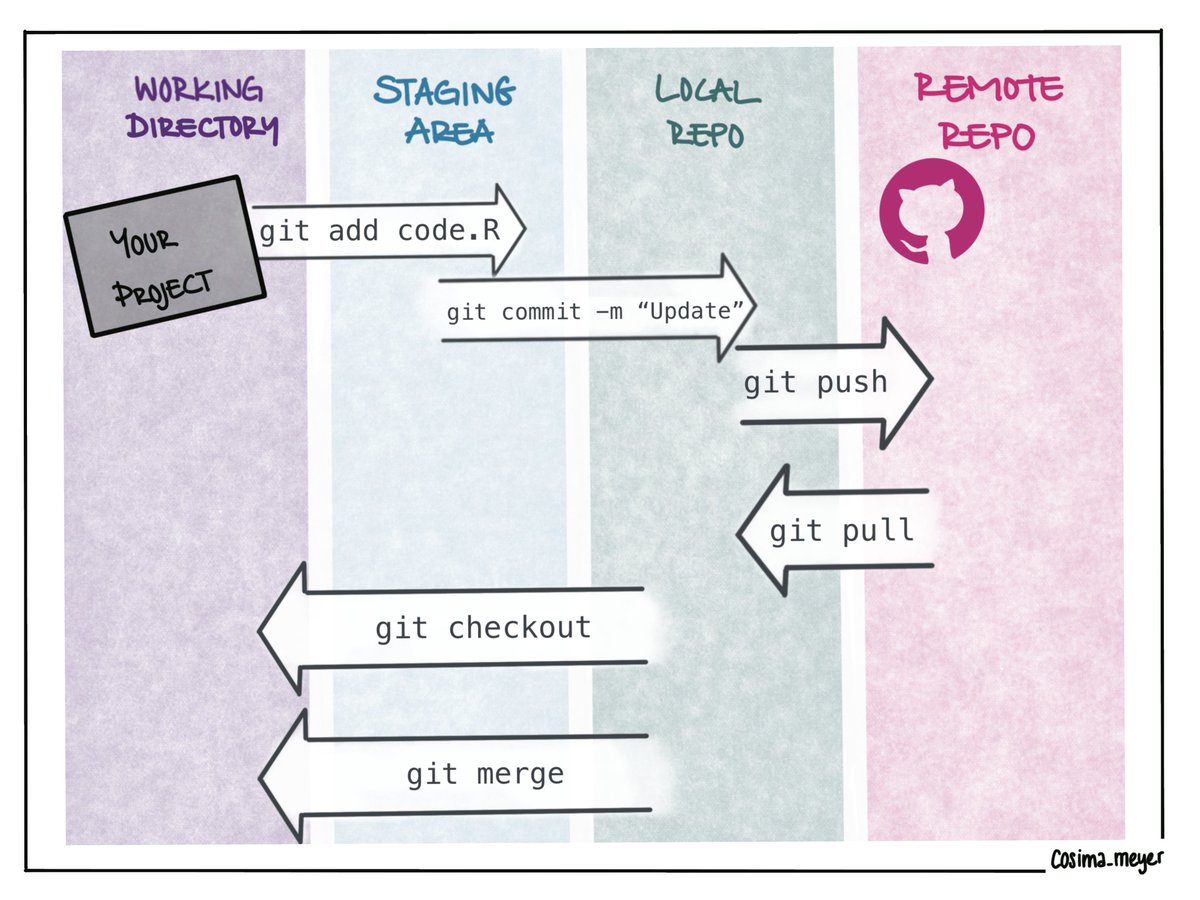 WORKING
DIRECTORY
STAGING
AREA
LOCAL
REPO
REMOTE
REPO
YOUR
PROJECT
git add code.R
git commit -m “Update”
git push
git pull
git checkout
git merge
Cosima_meyer